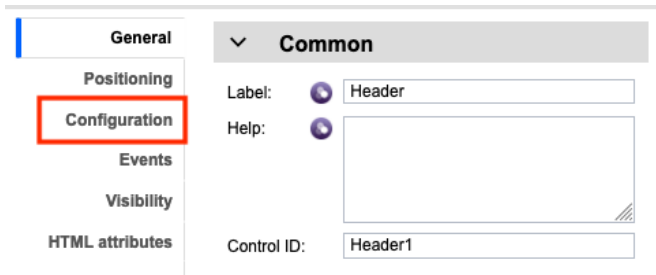 General
Positioning
Configuration
Events
Visibility
HTML attributes
Common
Label: Header
Help:
Control ID: Header1